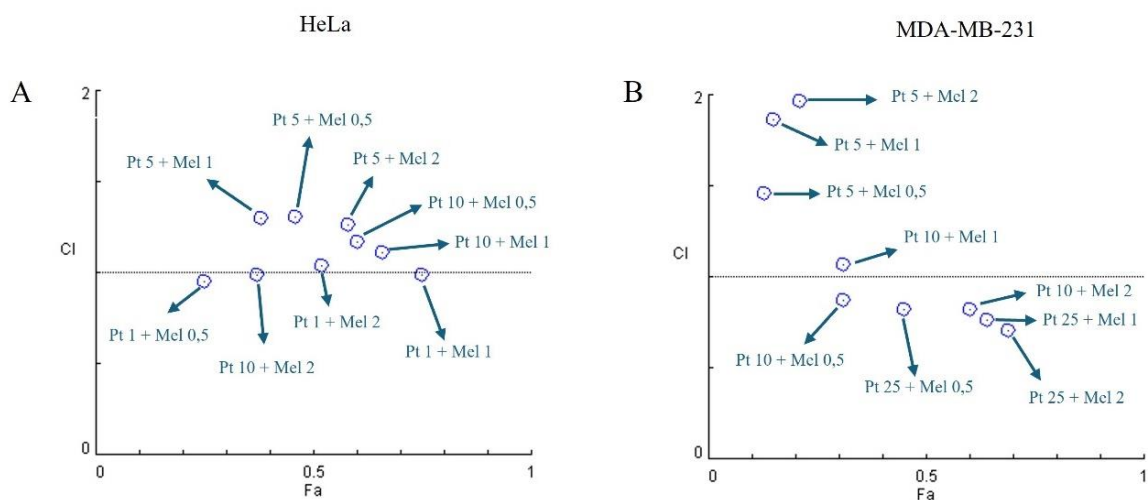 HeLa
MDA-MB-231
A
2
Pt 5 + Mel 0,5
Pt 5 + Mel 1
Pt 5 + Mel 2
Pt 10 + Mel 0,5
Pt 10 + Mel 1
CI
Pt 1 + Mel 0,5
Pt 1 + Mel 2
Pt 1 + Mel 1
Pt 10 + Mel 2
0
0
0.5
1
Fa
B
2
Pt 5 + Mel 2
Pt 5 + Mel 1
Pt 5 + Mel 0,5
Pt 10 + Mel 1
CI
Pt 10 + Mel 2
Pt 25 + Mel 1
Pt 10 + Mel 0,5
Pt 25 + Mel 0,5
Pt 25 + Mel 2
0
0
0.5
1
Fa